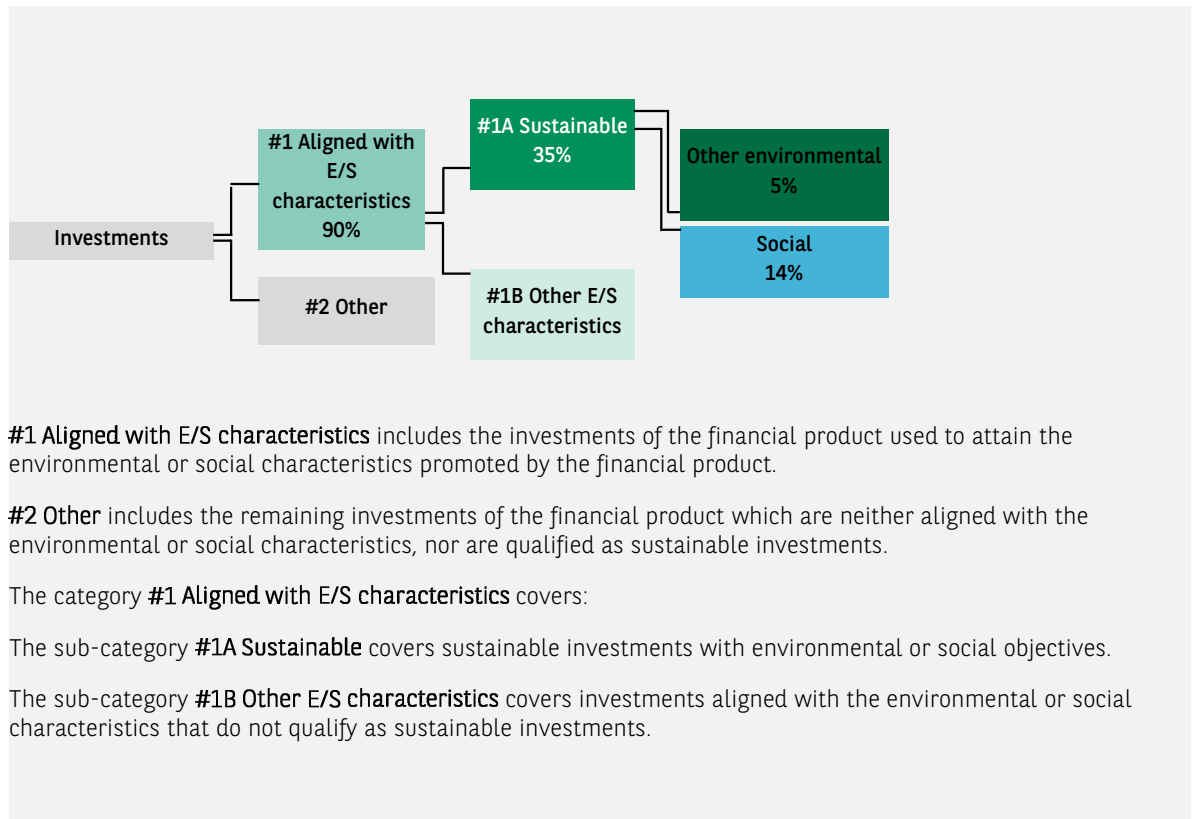 #1A Sustainable
35%
#1 Aligned with
E/S
characteristics
90%
Other environmental
5%
Investments
Social
14%
#2 Other
#1B Other E/S
characteristics
#1 Aligned with E/S characteristics includes the investments of the financial product used to attain the
environmental or social characteristics promoted by the financial product.
#2 Other includes the remaining investments of the financial product which are neither aligned with the
environmental or social characteristics, nor are qualified as sustainable investments.
The category #1 Aligned with E/S characteristics covers:
The sub-category #1A Sustainable covers sustainable investments with environmental or social objectives.
The sub-category #1B Other E/S characteristics covers investments aligned with the environmental or social
characteristics that do not qualify as sustainable investments.